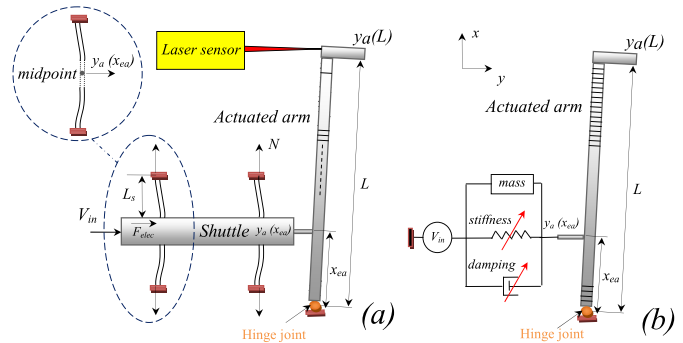 Laser sensor
yₐ(L)
midpoint
yₐ (xₑₐ)
Actuated arm
N
Lₛ
L
Vᵢₙ
F_elec
Shuttle
yₐ (xₑₐ)
xₑₐ
Hinge joint
(a)
x
y
yₐ(L)
Actuated arm
mass
L
stiffness
yₐ (xₑₐ)
Vᵢₙ
damping
xₑₐ
Hinge joint
(b)